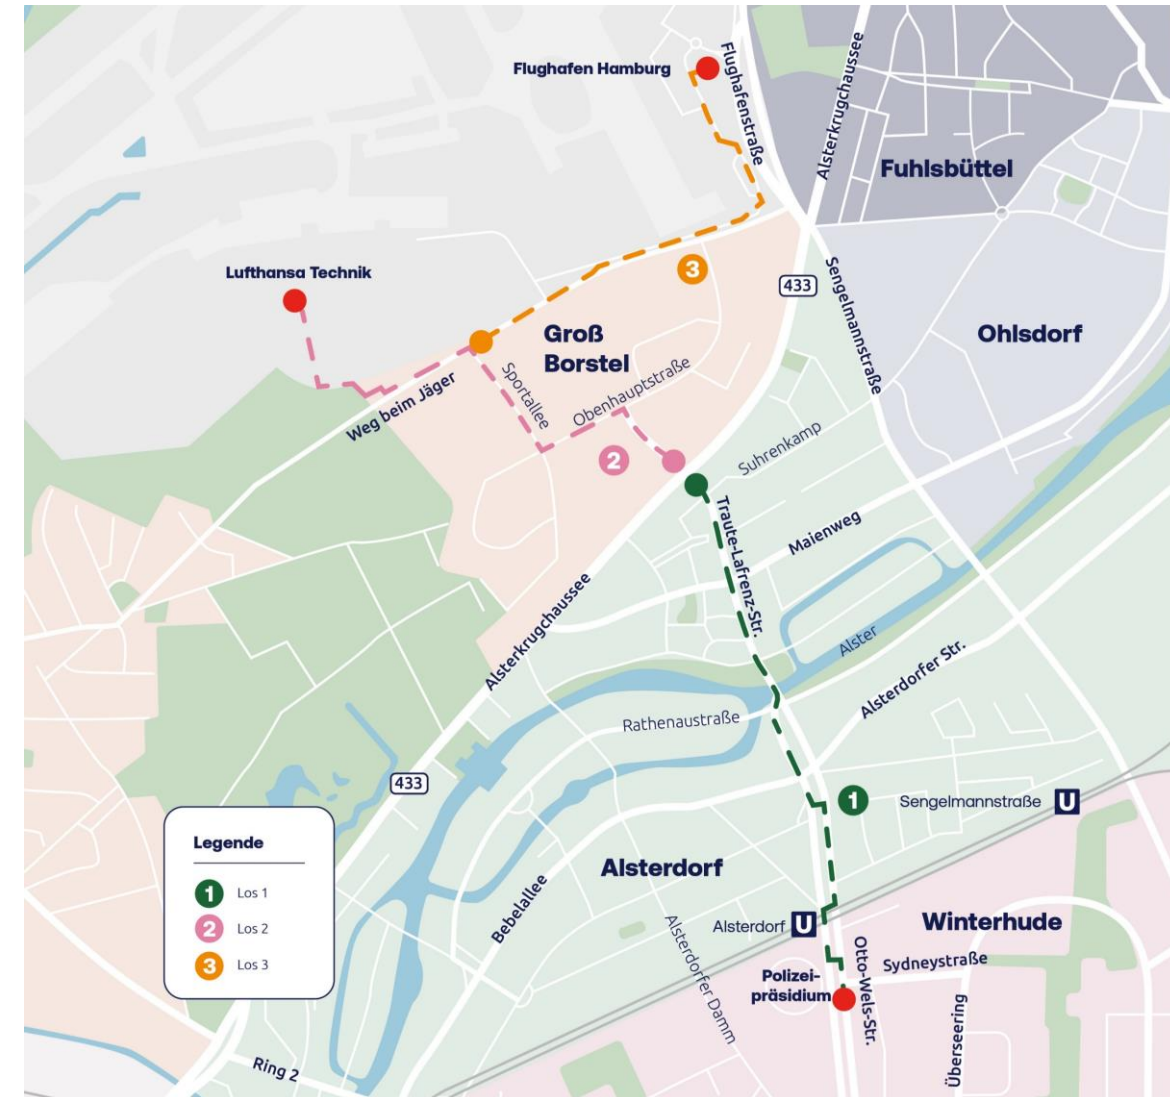 Flughafen Hamburg
Flughafenstraße
Alsterkrugchaussee
Fuhlsbüttel
Lufthansa Technik
3
433
Sengelmannstraße
Groß
Borstel
Ohlsdorf
Sportallee
Obenhauptstraße
Weg beim Jäger
2
Suhrenkamp
Traute-Lafrenz-Str.
Maienweg
Alsterkrugchaussee
Alster
Alsterdorfer Str.
Rathenaustraße
433
1
Sengelmannstraße
U
Legende
1 Los 1
2 Los 2
3 Los 3
Alsterdorf
Bebelallee
Alsterdorfer Damm
Alsterdorf
U
Winterhude
Otto-Wels-Str.
Sydneystraße
Polizei-
präsidium
Überseering
Ring 2